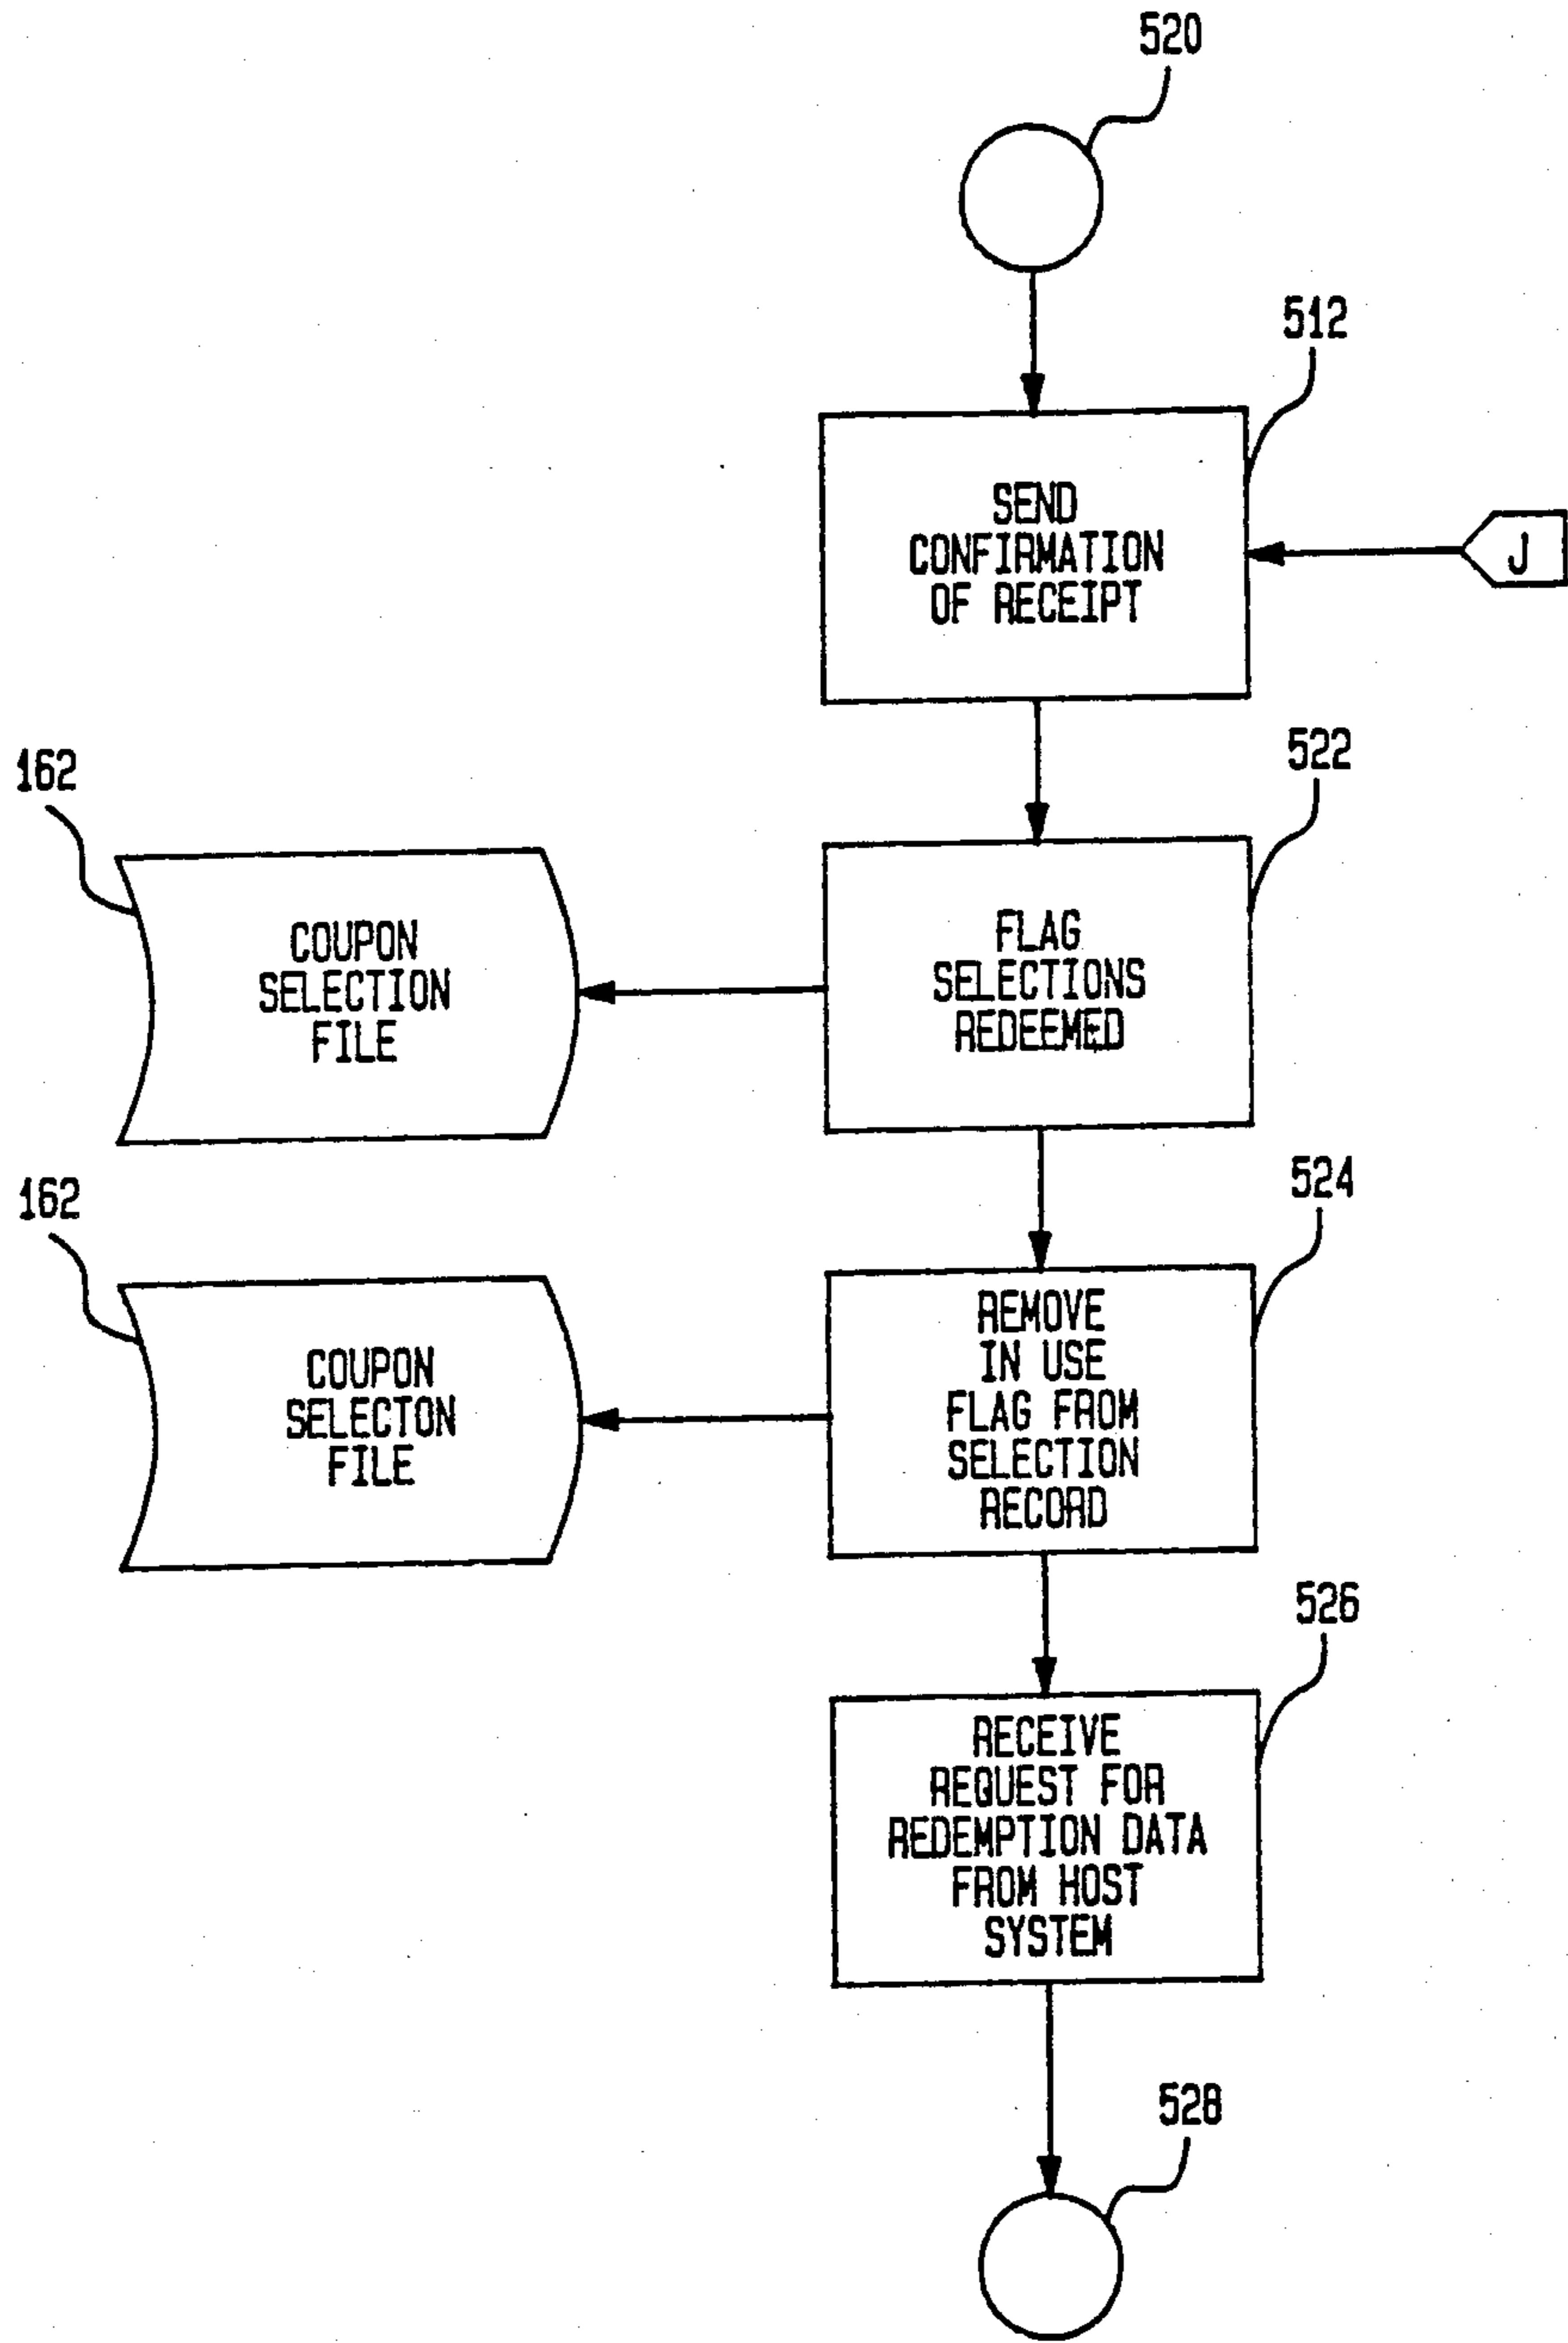 520
512
SEND
CONFIRMATION
OF RECEIPT
J
162
522
COUPON
SELECTION
FILE
FLAG
SELECTIONS
REDEEMED
162
524
COUPON
SELECTON
FILE
REMOVE
IN USE
FLAG FROM
SELECTION
RECORD
526
RECEIVE
REQUEST FOR
REDEMPTION DATA
FROM HOST
SYSTEM
528